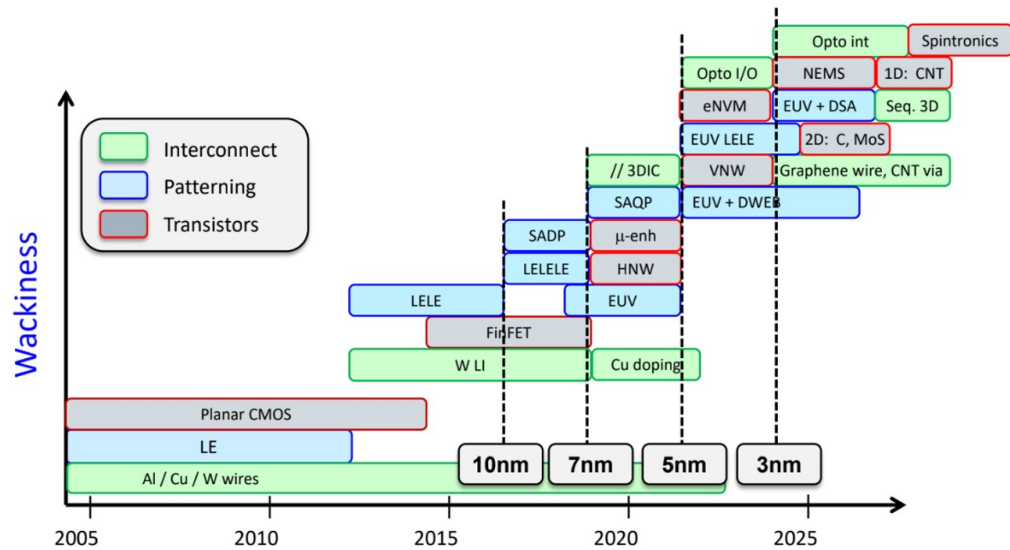 Opto int Spintronics
Opto I/O NEMS 1D: CNT
eNVM EUV + DSA Seq. 3D
EUV LELE 2D: C, MoS
// 3DIC VNW Graphene wire, CNT via
SAQP EUV + DWEB
SADP μ-enh
LELELE HNW
LELE EUV
FinFET
W LI Cu doping
Interconnect
Patterning
Transistors
Wackiness
Planar CMOS
LE
Al / Cu / W wires
10nm 7nm 5nm 3nm
2005 2010 2015 2020 2025